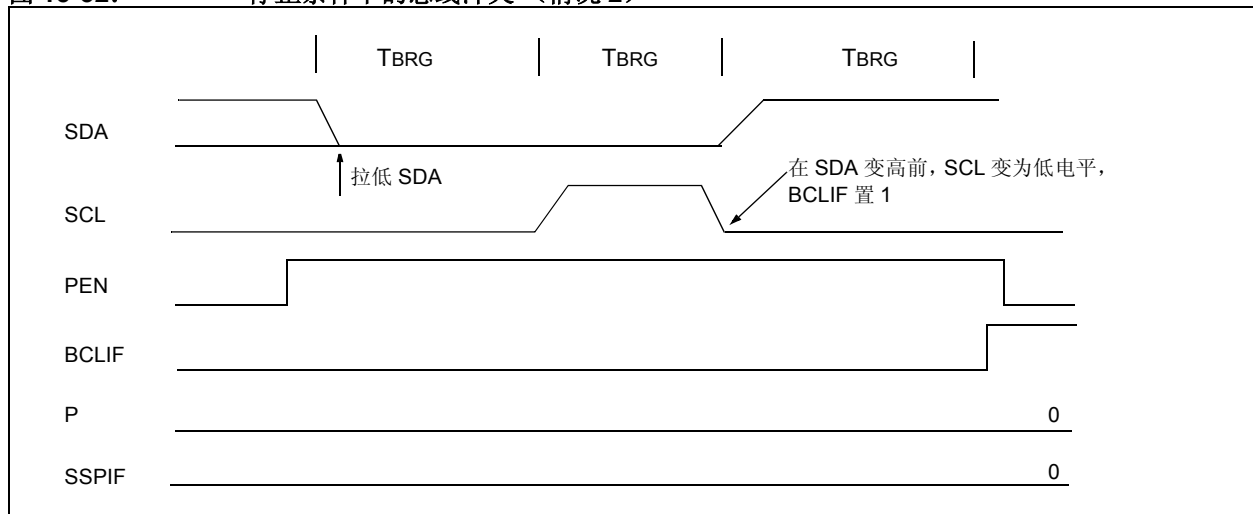 TBRG TBRG TBRG
SDA
拉低 SDA
在 SDA 变高前，SCL 变为低电平，
BCLIF 置 1
SCL
PEN
BCLIF
P 0
SSPIF 0